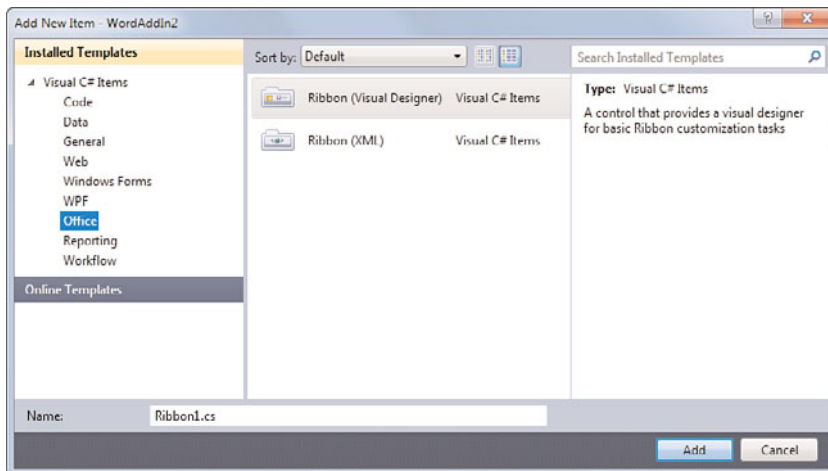 Add New Item - WordAddIn2
Installed Templates
Visual C# Items
Code
Data
General
Web
Windows Forms
WPF
Office
Reporting
Workflow
Online Templates
Sort by: Default
Ribbon (Visual Designer) Visual C# Items
Ribbon (XML) Visual C# Items
Search Installed Templates
Type: Visual C# Items
A control that provides a visual designer
for basic Ribbon customization tasks
Name: Ribbon1.cs
Add Cancel